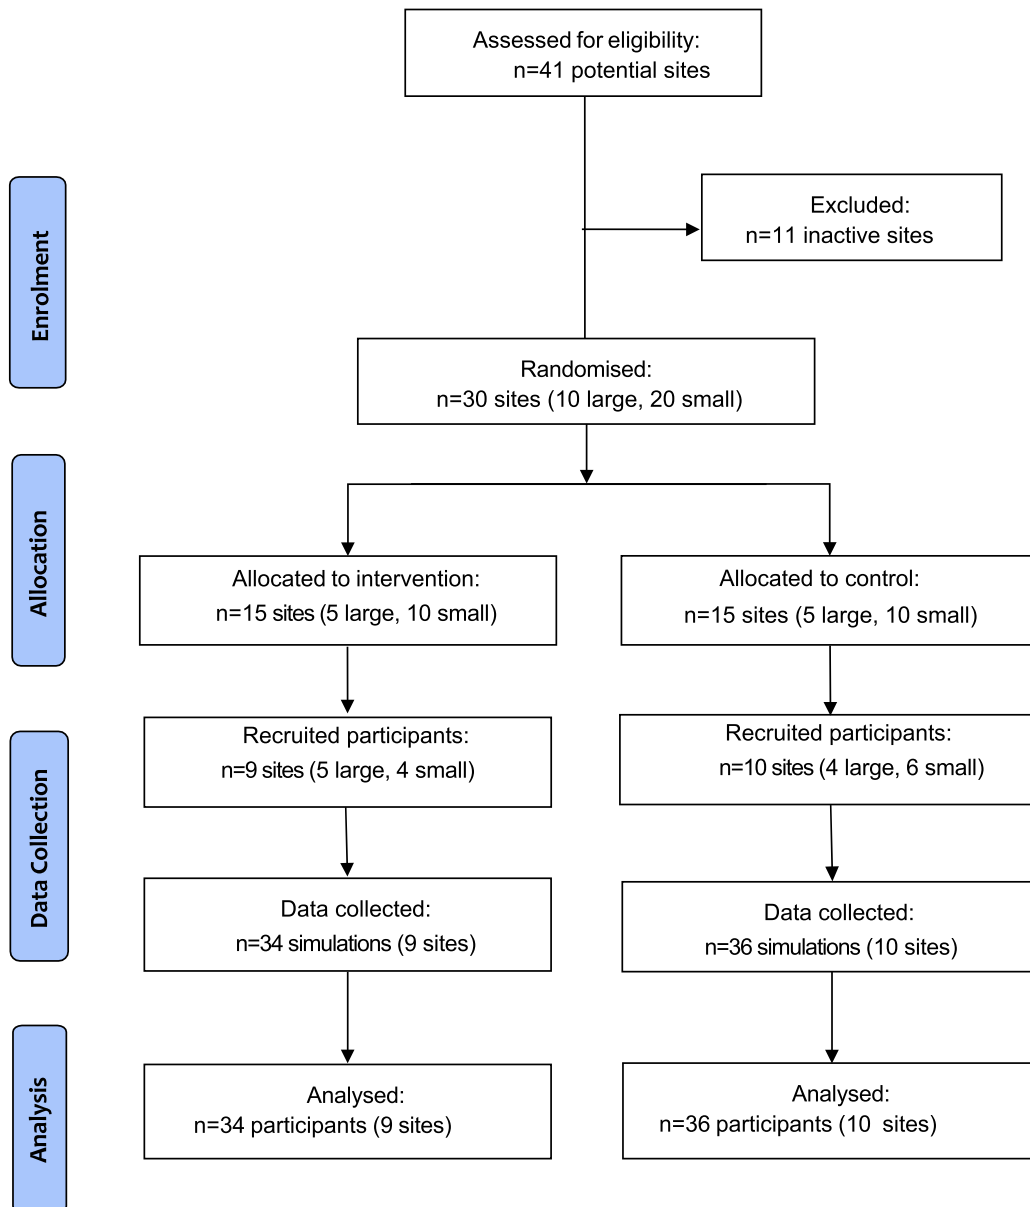 Assessed for eligibility:
n=41 potential sites
Enrolment
Excluded:
n=11 inactive sites
Randomised:
n=30 sites (10 large, 20 small)
Allocation
Allocated to intervention:
n=15 sites (5 large, 10 small)
Allocated to control:
n=15 sites (5 large, 10 small)
Data Collection
Recruited participants:
n=9 sites (5 large, 4 small)
Recruited participants:
n=10 sites (4 large, 6 small)
Data collected:
n=34 simulations (9 sites)
Data collected:
n=36 simulations (10 sites)
Analysis
Analysed:
n=34 participants (9 sites)
Analysed:
n=36 participants (10 sites)